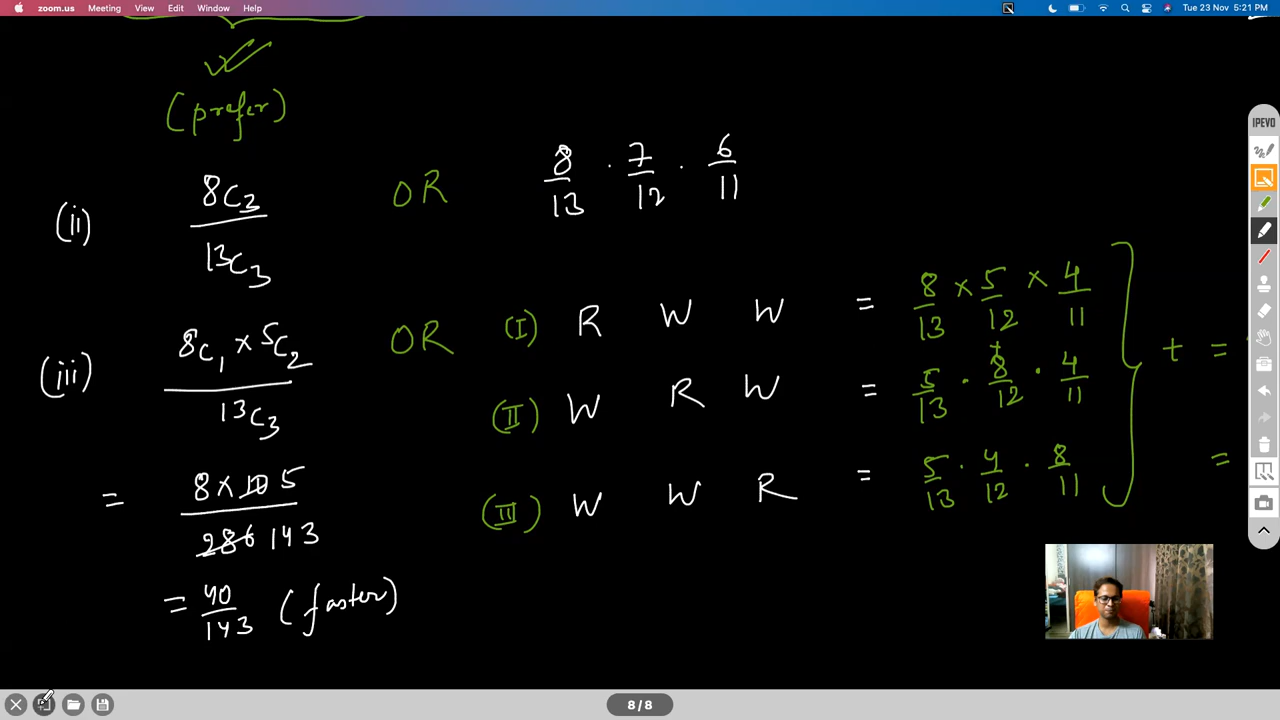 zoom.us Meeting View Edit Window Help Tue 23 Nov 5:21 PM
(prefer)
IPEVO
(ii) 8C3 / 13C3 OR 8/13 · 7/12 · 6/11
(iii) 8C1 × 5C2 / 13C3 OR (I) R W W = 8/13 × 5/12 × 4/11
(II) W R W = 5/13 · 8/12 · 4/11
+ =
= 8 × 10 5 / 286 143 (III) W W R = 5/13 · 4/12 · 8/11
=
= 40/143 (faster)
8/8